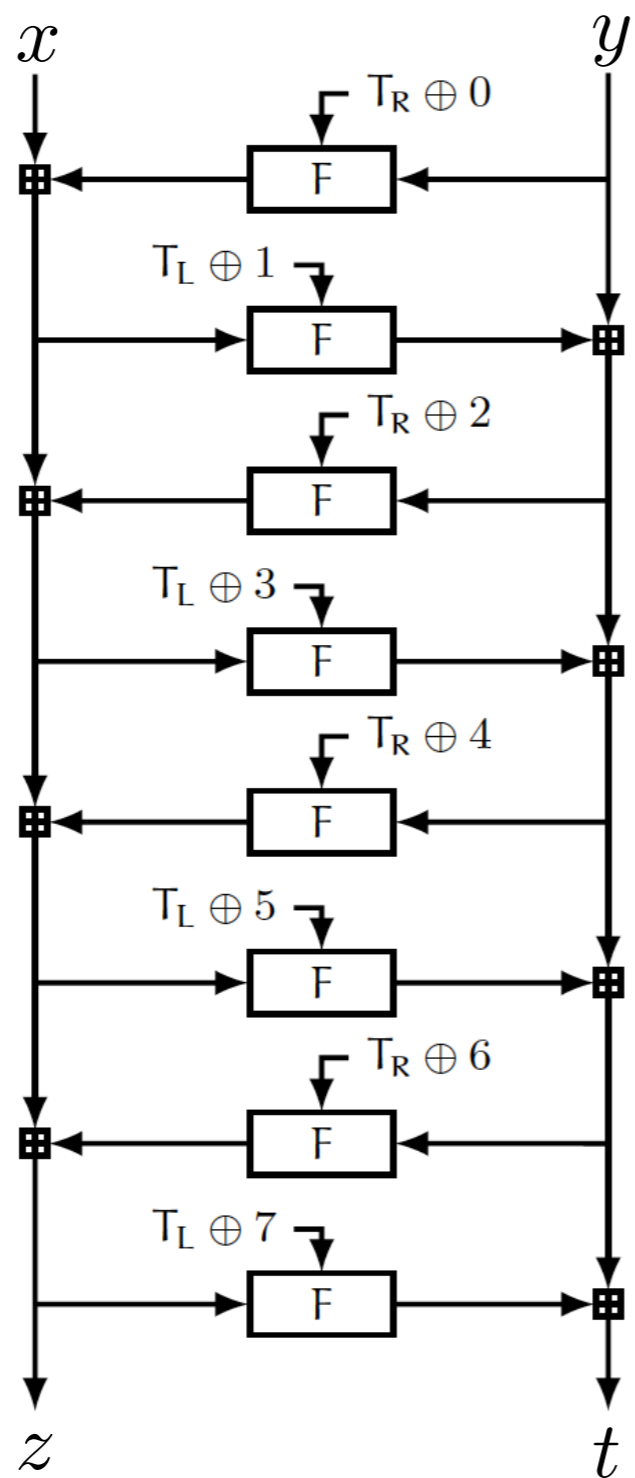 x y
T_R ⊕ 0
F
T_L ⊕ 1
F
T_R ⊕ 2
F
T_L ⊕ 3
F
T_R ⊕ 4
F
T_L ⊕ 5
F
T_R ⊕ 6
F
T_L ⊕ 7
F
z t